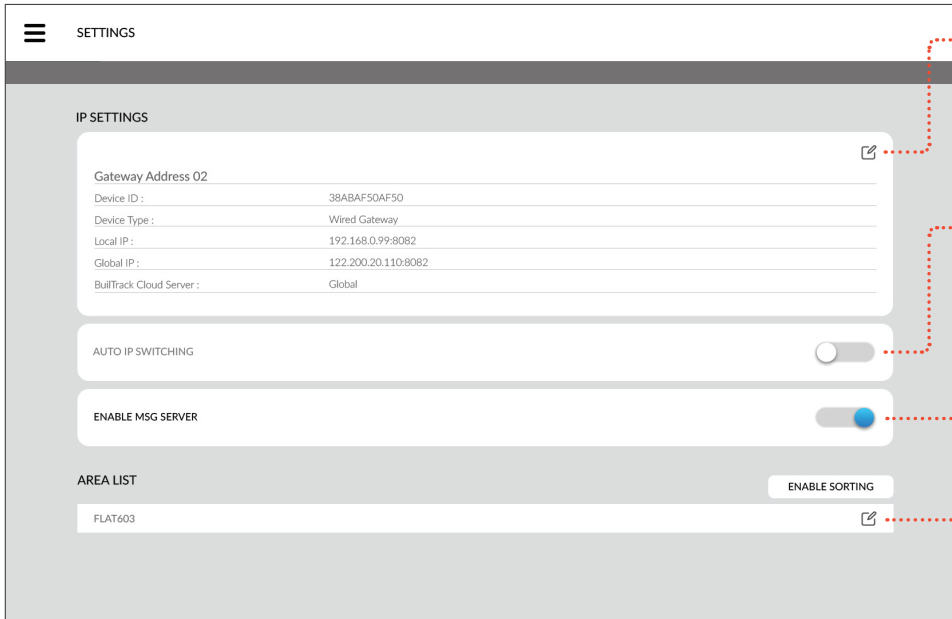 SETTINGS
IP SETTINGS
Gateway Address 02
Device ID : 38ABAF50AF50
Device Type : Wired Gateway
Local IP : 192.168.0.99:8082
Global IP : 122.200.20.110:8082
BuilTrack Cloud Server : Global
AUTO IP SWITCHING
ENABLE MSG SERVER
AREA LIST
ENABLE SORTING
FLAT603